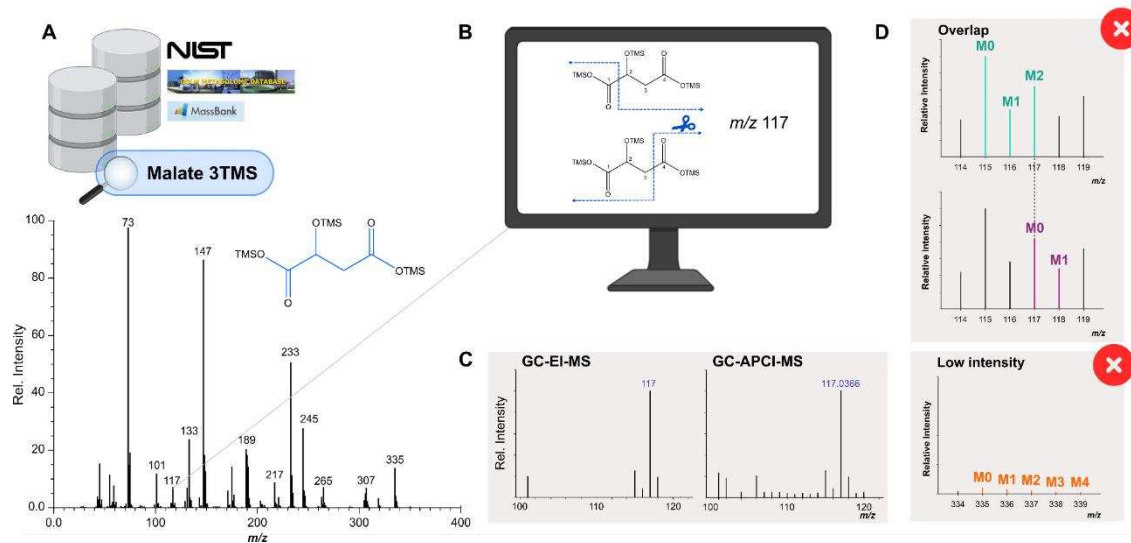 A
NIST
GOLM METABOLOME DATABASE
MassBank
Malate 3TMS
100
80
60
40
20
0.0
Rel. Intensity
73
147
233
245
133
189
101
117
217
265
307
335
OTMS
O
TMSO
OTMS
O
0.0
100
200
300
400
m/z
B
OTMS
O
TMSO
1
2
3
4
OTMS
O
m/z 117
OTMS
O
TMSO
1
2
3
4
OTMS
O
C
GC-EI-MS
GC-APCI-MS
Rel. Intensity
117
117.0366
100
110
120
m/z
100
110
120
m/z
D
Overlap
Relative Intensity
M0
M1
M2
114
115
116
117
118
119
m/z
Relative Intensity
M0
M1
114
115
116
117
118
119
m/z
Low intensity
Relative Intensity
M0
M1
M2
M3
M4
334
335
336
337
338
339
m/z